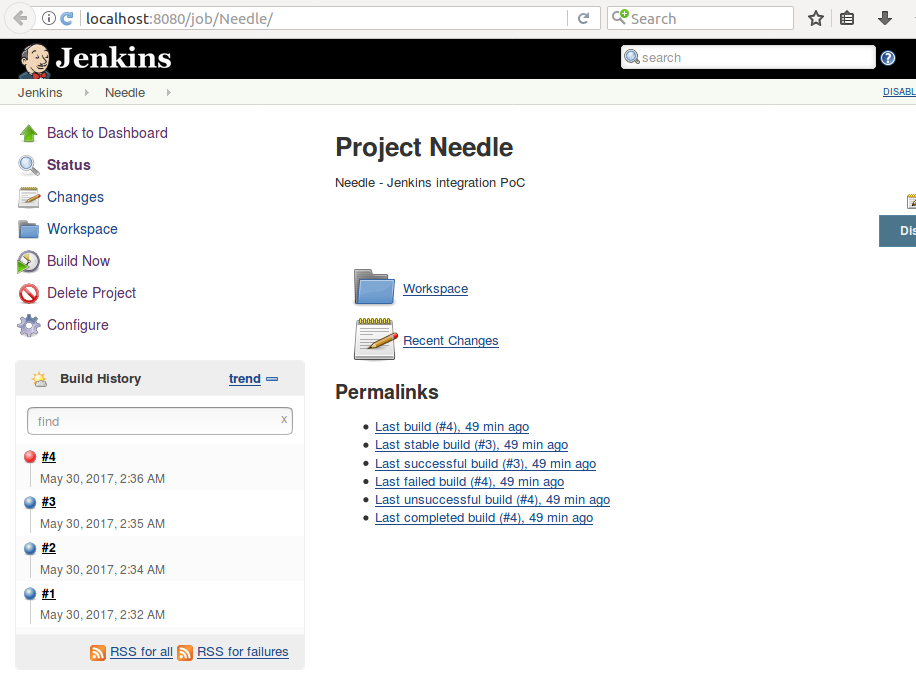 localhost:8080/job/Needle/
Search
Jenkins
search
Jenkins
Needle
DISABL
Back to Dashboard
Status
Changes
Workspace
Build Now
Delete Project
Configure
Project Needle
Needle - Jenkins integration PoC
Dis
Workspace
Recent Changes
Build History
trend
find
x
#4
May 30, 2017, 2:36 AM
#3
May 30, 2017, 2:35 AM
#2
May 30, 2017, 2:34 AM
#1
May 30, 2017, 2:32 AM
RSS for all
RSS for failures
Permalinks
Last build (#4), 49 min ago
Last stable build (#3), 49 min ago
Last successful build (#3), 49 min ago
Last failed build (#4), 49 min ago
Last unsuccessful build (#4), 49 min ago
Last completed build (#4), 49 min ago